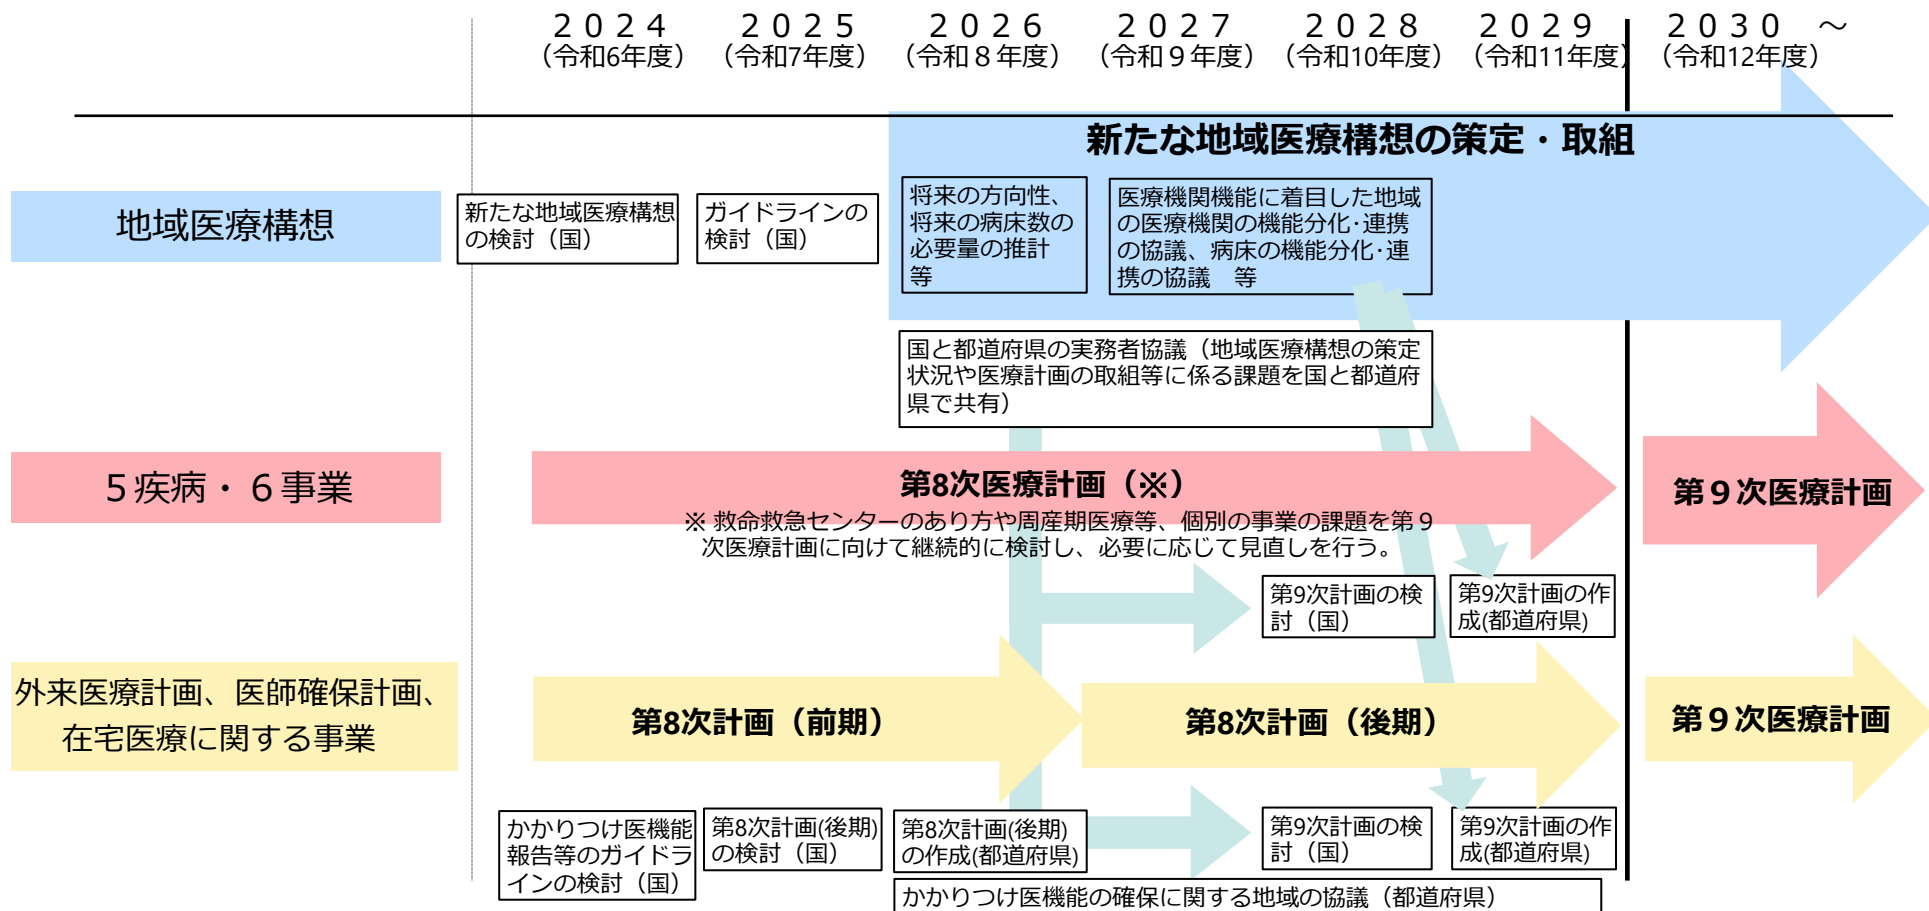 ２０２４ ２０２５ ２０２６ ２０２７ ２０２８ ２０２９ ２０３０ ～
（令和6年度） （令和7年度） （令和８年度） （令和９年度） （令和10年度） （令和11年度） （令和12年度）
新たな地域医療構想の策定・取組
地域医療構想
新たな地域医療構想
の検討（国）
ガイドラインの
検討（国）
将来の方向性、
将来の病床数の
必要量の推計
等
医療機関機能に着目した地域
の医療機関の機能分化･連携
の協議、病床の機能分化･連
携の協議　等
国と都道府県の実務者協議（地域医療構想の策定
状況や医療計画の取組等に係る課題を国と都道府
県で共有）
５疾病・６事業
第8次医療計画（※）
第９次医療計画
※ 救命救急センターのあり方や周産期医療等、個別の事業の課題を第９
次医療計画に向けて継続的に検討し、必要に応じて見直しを行う。
第9次計画の検
討（国）
第9次計画の作
成(都道府県)
外来医療計画、医師確保計画、
在宅医療に関する事業
第8次計画（前期）
第8次計画（後期）
第９次医療計画
かかりつけ医機能
報告等のガイドラ
インの検討（国）
第8次計画(後期)
の検討（国）
第8次計画(後期)
の作成(都道府県)
第9次計画の検
討（国）
第9次計画の作
成(都道府県)
かかりつけ医機能の確保に関する地域の協議（都道府県）